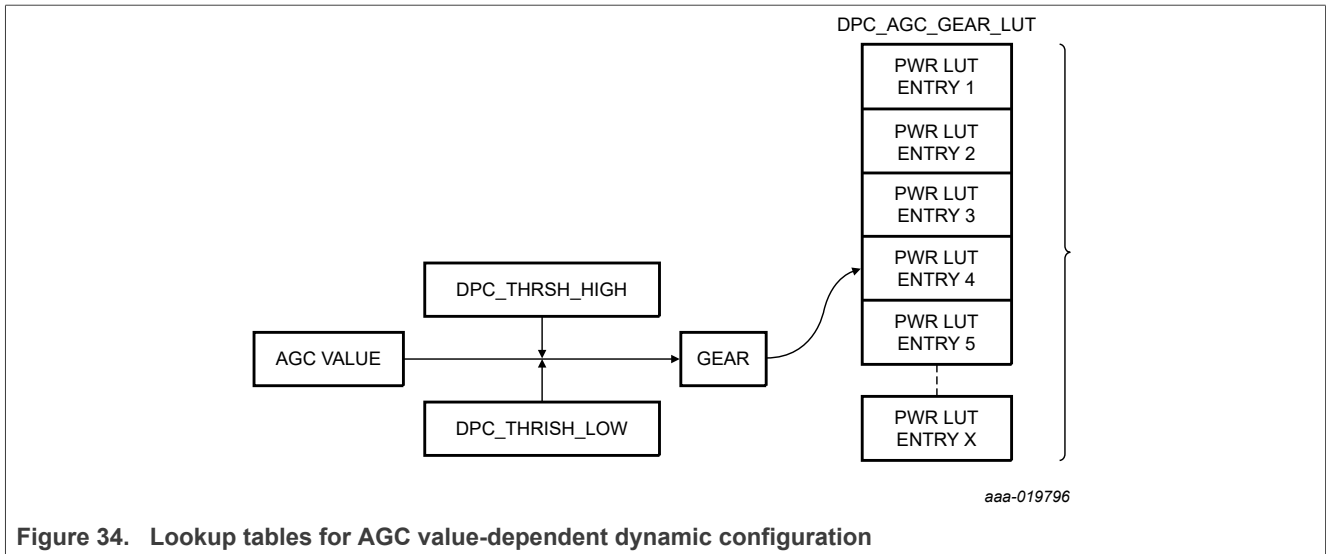 DPC_AGC_GEAR_LUT
PWR LUT
ENTRY 1
PWR LUT
ENTRY 2
PWR LUT
ENTRY 3
PWR LUT
ENTRY 4
PWR LUT
ENTRY 5
PWR LUT
ENTRY X
DPC_THRSH_HIGH
AGC VALUE
GEAR
DPC_THRISH_LOW
aaa-019796
Figure 34. Lookup tables for AGC value-dependent dynamic configuration